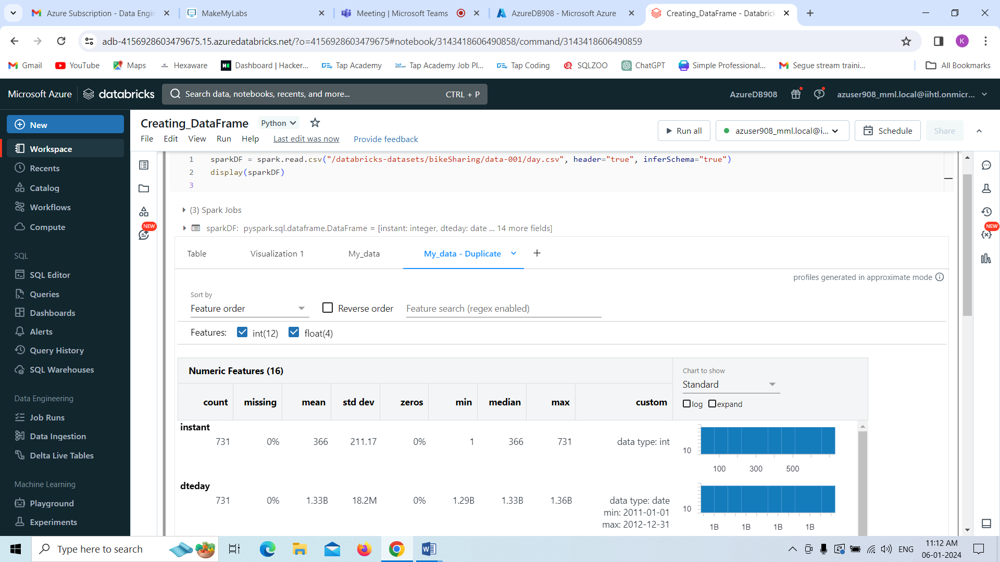 Azure Subscription - Data Engin
MakeMyLabs
Meeting | Microsoft Teams
AzureDB908 - Microsoft Azure
Creating_DataFrame - Databrick
adb-4156928603479675.15.azuredatabricks.net/?o=4156928603479675#notebook/3143418606490858/command/3143418606490859
K
Gmail
YouTube
Maps
Hexaware
Dashboard | Hacker...
Tap Academy
Tap Academy Job Pl...
Tap Coding
SQLZOO
ChatGPT
Simple Professional...
Segue stream traini...
All Bookmarks
Microsoft Azure
databricks
Search data, notebooks, recents, and more...
CTRL + P
AzureDB908
azuser908_mml.local@iihtl.onmicr...
New
Workspace
Recents
Catalog
Workflows
Compute
SQL
SQL Editor
Queries
Dashboards
Alerts
Query History
SQL Warehouses
Data Engineering
Job Runs
Data Ingestion
Delta Live Tables
Machine Learning
Playground
Experiments
Creating_DataFrame
Python
File Edit View Run Help Last edit was now Provide feedback
Run all
azuser908_mml.local@i...
Schedule
Share
NEW
NEW
1 sparkDF = spark.read.csv("/databricks-datasets/bikeSharing/data-001/day.csv", header="true", inferSchema="true")
2 display(sparkDF)
3
(3) Spark Jobs
sparkDF: pyspark.sql.dataframe.DataFrame = [instant: integer, dteday: date ... 14 more fields]
Table Visualization 1 My_data My_data - Duplicate +
profiles generated in approximate mode
Sort by
Feature order
Reverse order
Feature search (regex enabled)
Features: int(12) float(4)
Numeric Features (16)
Chart to show
Standard
log expand
count missing mean std dev zeros min median max custom
instant
731 0% 366 211.17 0% 1 366 731 data type: int
10
100 300 500
dteday
731 0% 1.33B 18.2M 0% 1.29B 1.33B 1.36B data type: date
min: 2011-01-01
max: 2012-12-31
10
1B 1B 1B 1B
Type here to search
ENG
11:12 AM
06-01-2024